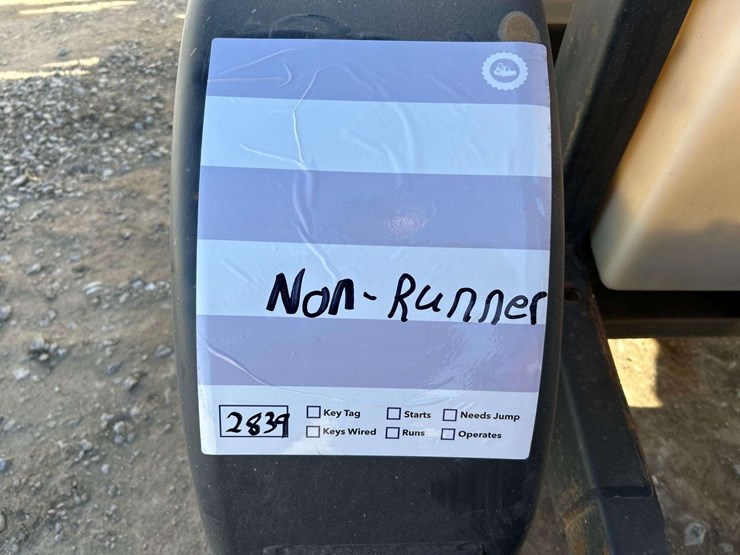 Non-Runner
2839 Key Tag Starts Needs Jump
Keys Wired Runs Operates